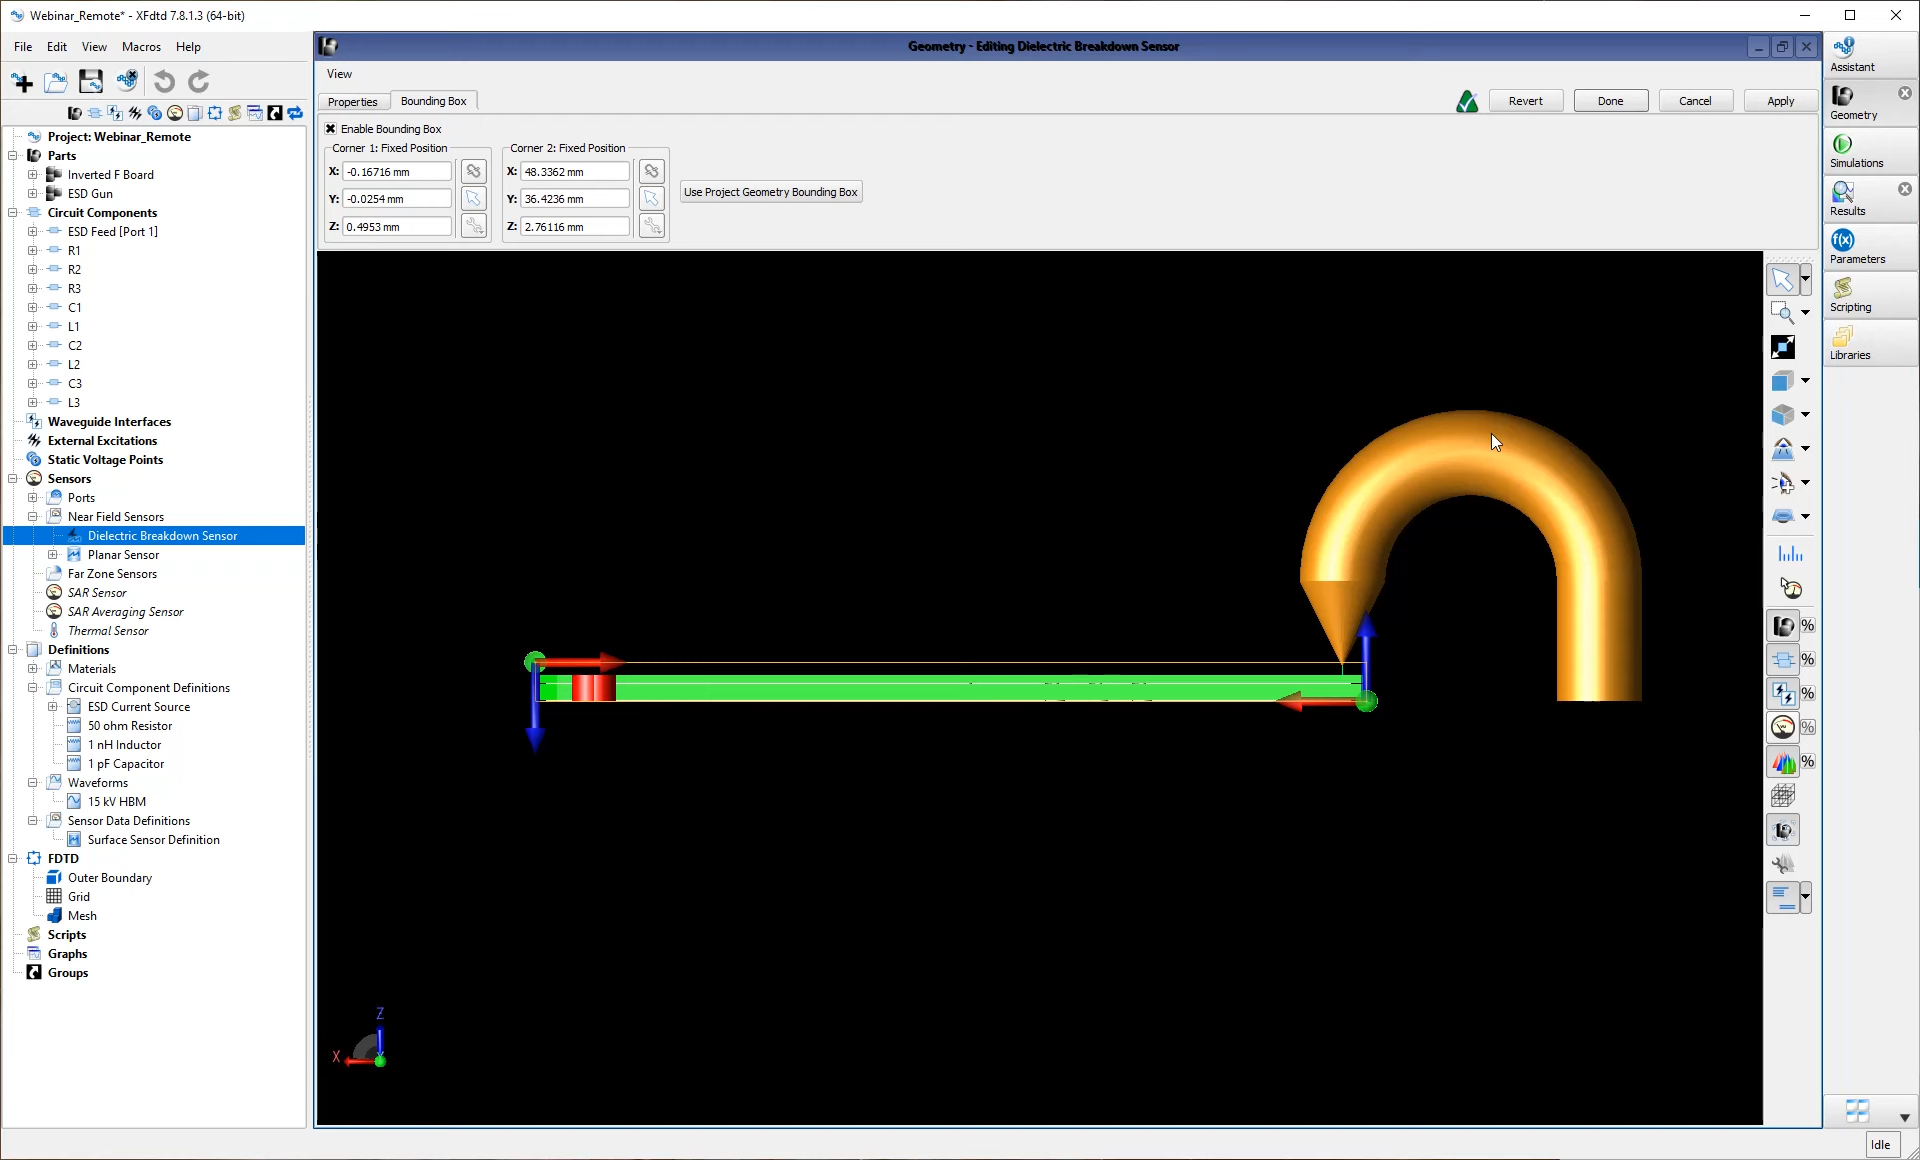 Webinar_Remote* - XFdtd 7.8.1.3 (64-bit)
File Edit View Macros Help
Geometry - Editing Dielectric Breakdown Sensor
View
Properties
Bounding Box
Revert
Done
Cancel
Apply
Enable Bounding Box
Corner 1: Fixed Position
X: -0.16716 mm
Y: -0.0254 mm
Z: 0.4953 mm
Corner 2: Fixed Position
X: 48.3362 mm
Y: 36.4236 mm
Z: 2.76116 mm
Use Project Geometry Bounding Box
Project: Webinar_Remote
Parts
Inverted F Board
ESD Gun
Circuit Components
ESD Feed [Port 1]
R1
R2
R3
C1
L1
C2
L2
C3
L3
Waveguide Interfaces
External Excitations
Static Voltage Points
Sensors
Ports
Near Field Sensors
Dielectric Breakdown Sensor
Planar Sensor
Far Zone Sensors
SAR Sensor
SAR Averaging Sensor
Thermal Sensor
Definitions
Materials
Circuit Component Definitions
ESD Current Source
50 ohm Resistor
1 nH Inductor
1 pF Capacitor
Waveforms
15 kV HBM
Sensor Data Definitions
Surface Sensor Definition
FDTD
Outer Boundary
Grid
Mesh
Scripts
Graphs
Groups
Z
X
%
%
%
%
%
Assistant
Geometry
Simulations
Results
f(x)
Parameters
Scripting
Libraries
Idle